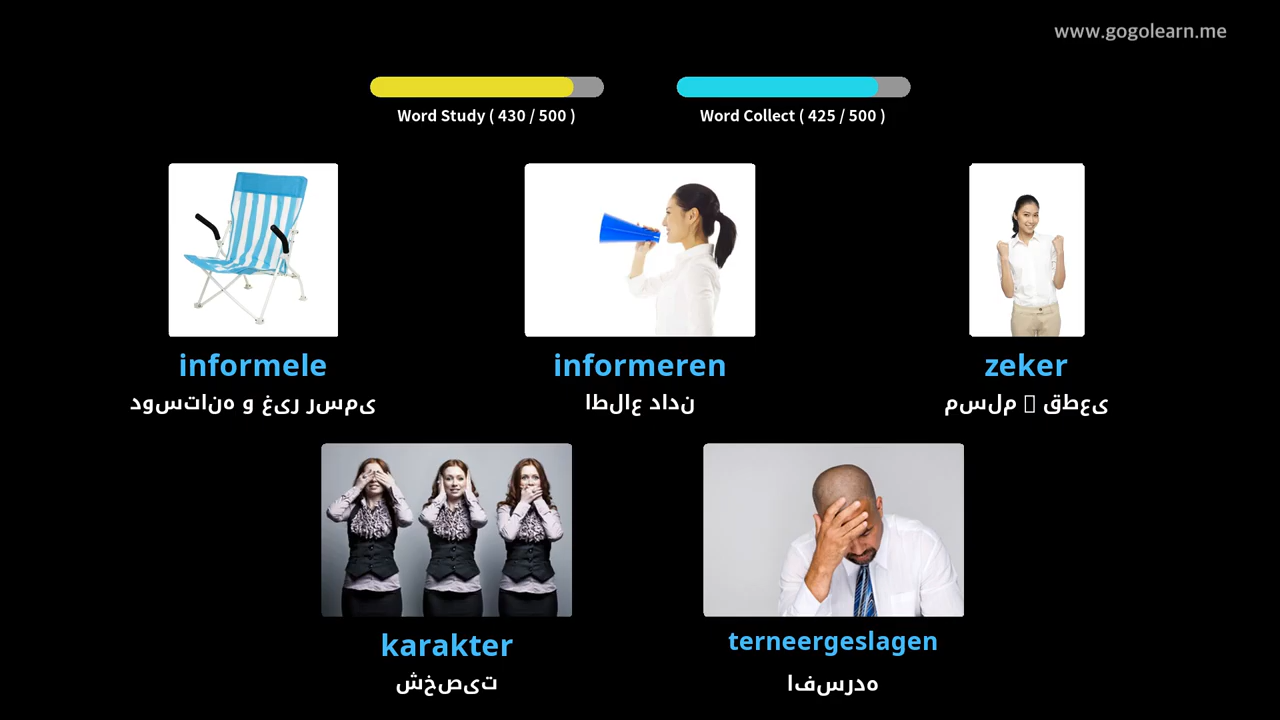 www.gogolearn.me
Word Study ( 430 / 500 )
Word Collect ( 425 / 500 )
informele
دوستانه و غیر رسمی
informeren
اطلاع دادن
zeker
مسلم قطعی
karakter
شخصیت
terneergeslagen
افسرده